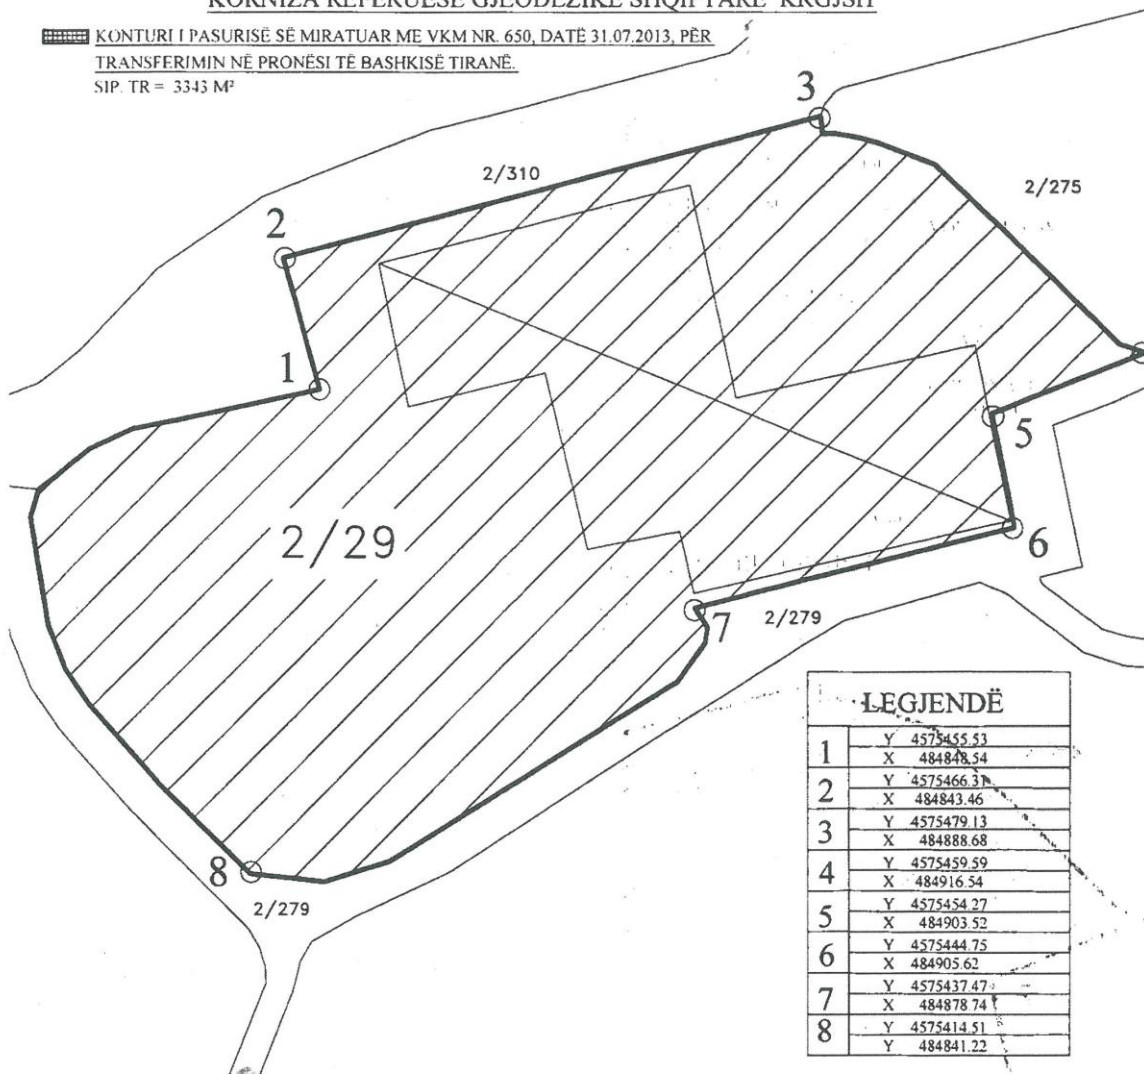 KORNIZA REFERUESE GJEODEZIKE SHQIPTARE KRGJSH
KONTURI I PASURISË SË MIRATUAR ME VKM NR. 650, DATË 31.07.2013, PËR
TRANSFERIMIN NË PRONËSI TË BASHKISË TIRANË.
SIP. TR = 3343 M²
3
2/310
2/275
2
1
5
2/29
6
7
2/279
8
2/279
LEGJENDË
1 Y 4575455.53
X 484848.54
2 Y 4575466.31
X 484843.46
3 Y 4575479.13
X 484888.68
4 Y 4575459.59
X 484916.54
5 Y 4575454.27
X 484903.52
6 Y 4575444.75
X 484905.62
7 Y 4575437.47
X 484878.74
8 Y 4575414.51
Y 484841.22